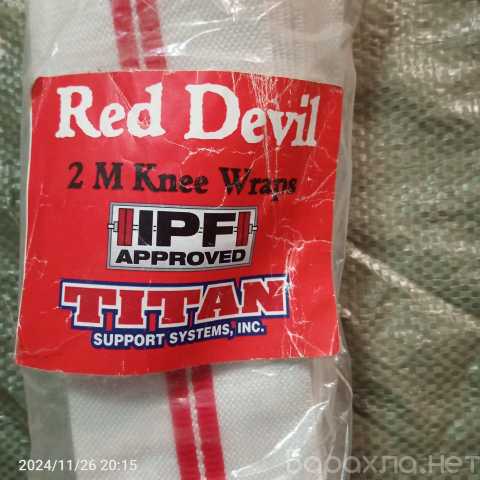 Red Devil
2 M Knee Wraps
IPF
APPROVED
TITAN
SUPPORT SYSTEMS, INC.
2024/11/26 20:15
барахла.нет